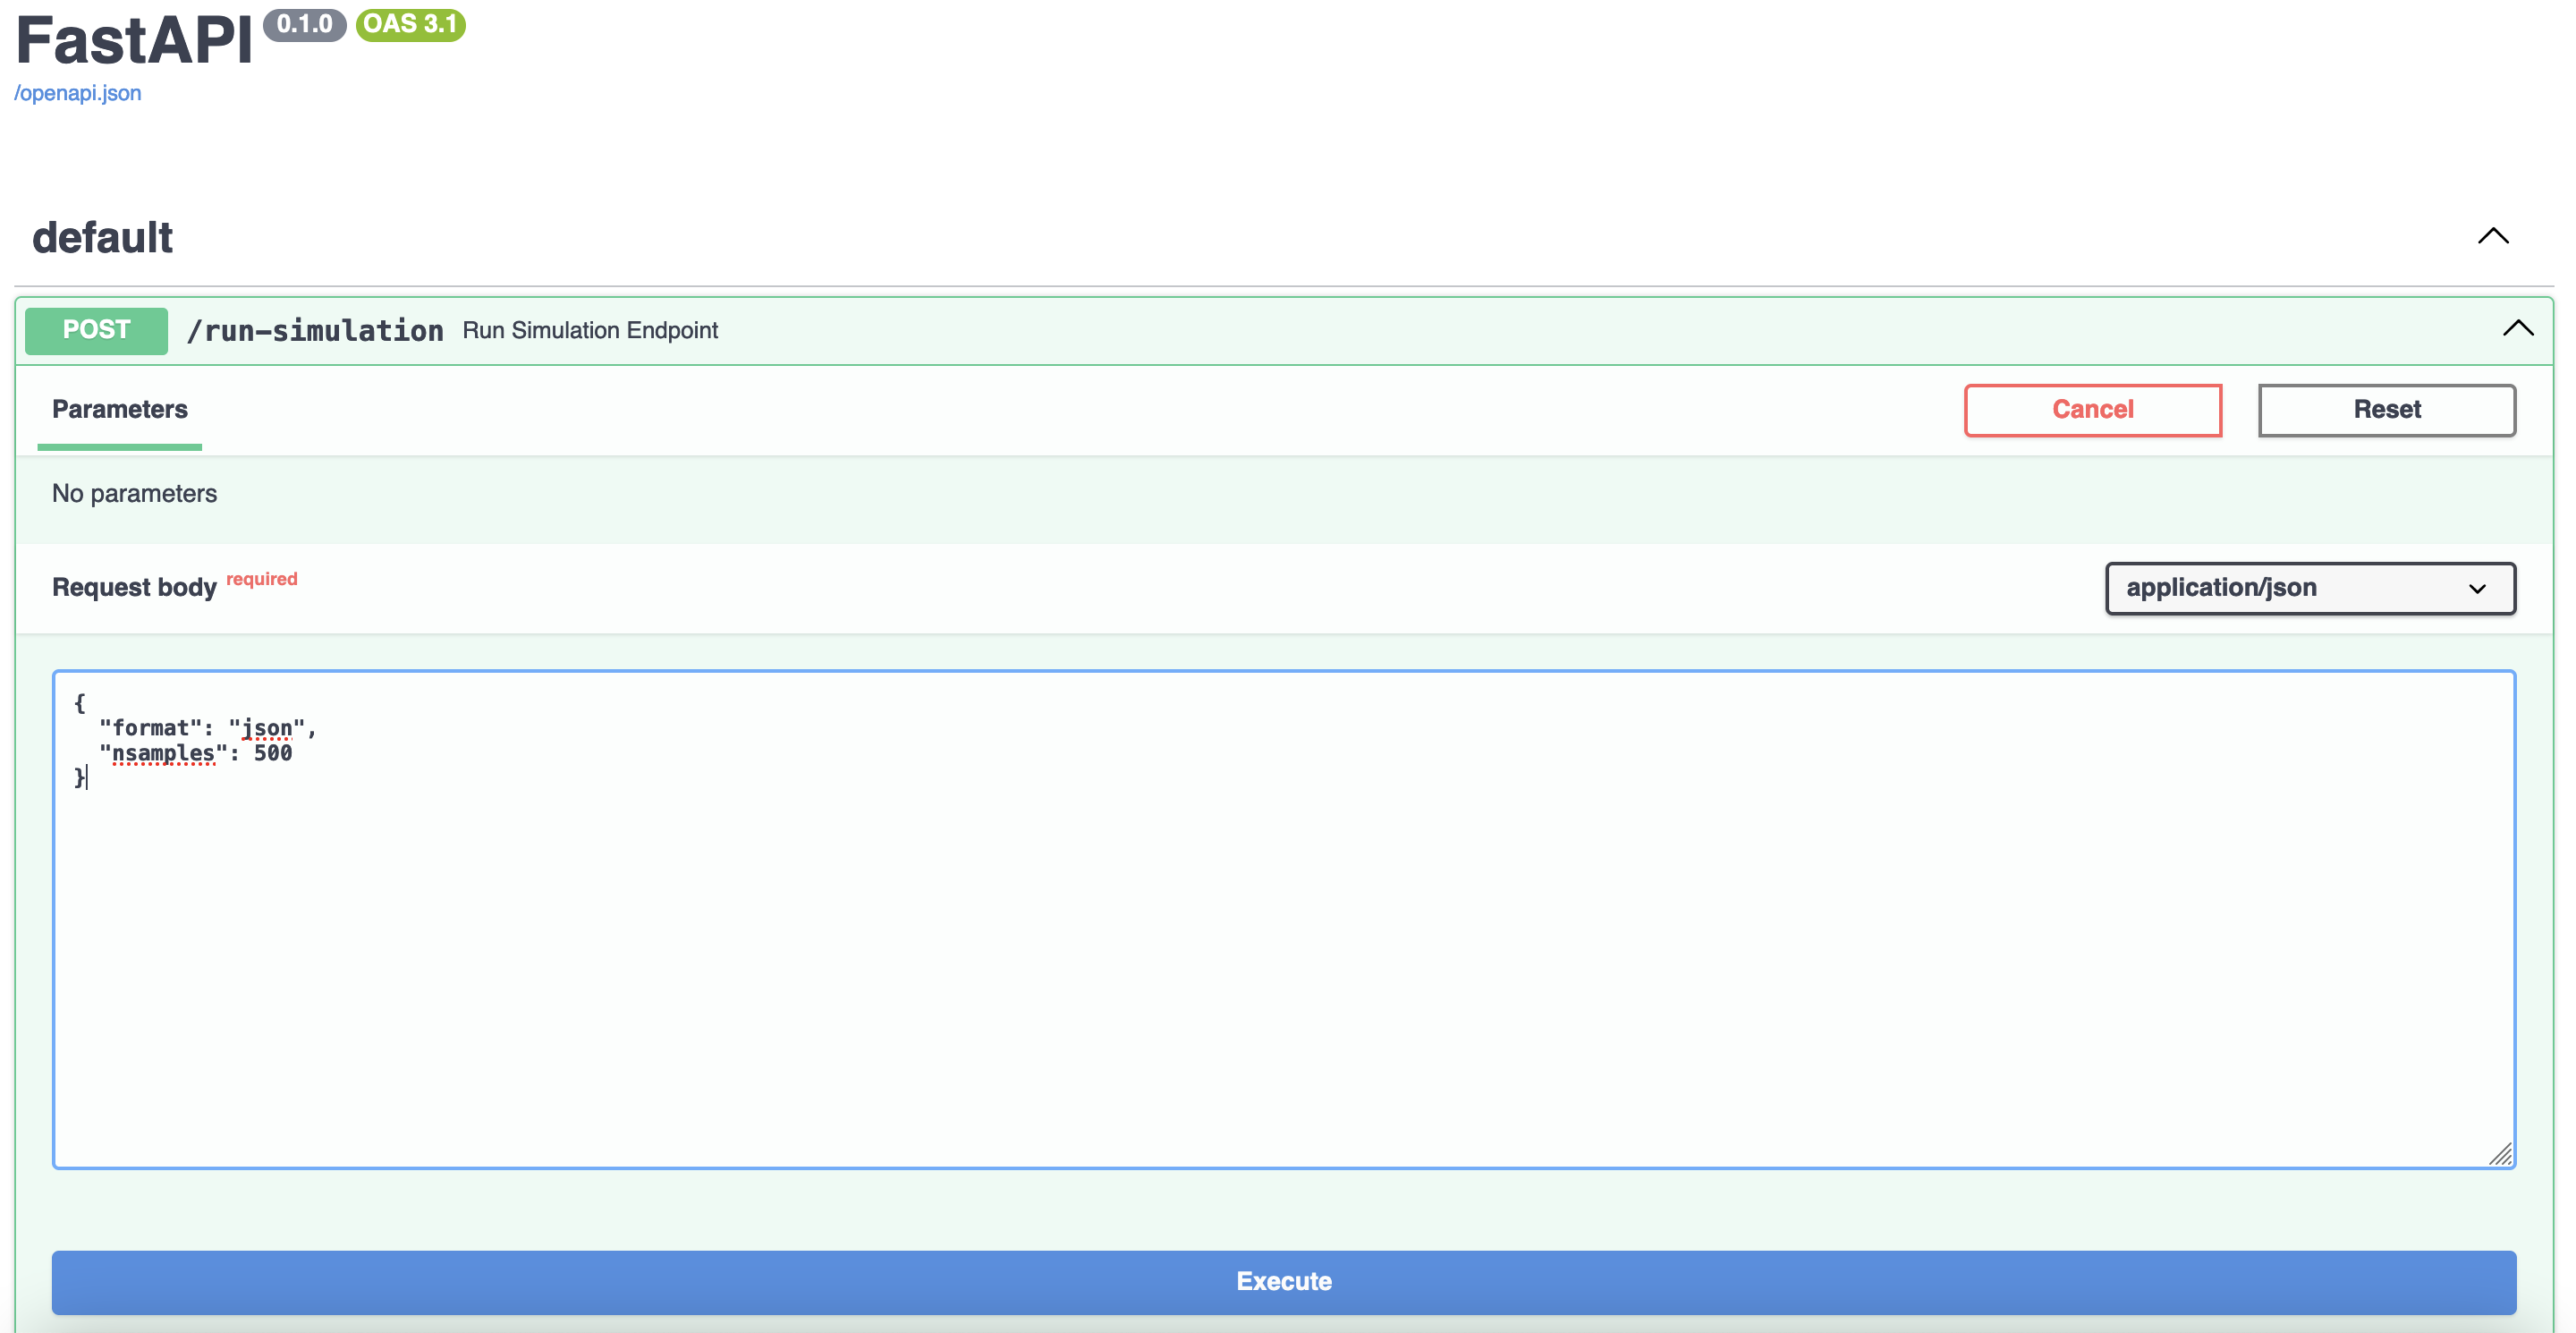 FastAPI 0.1.0 OAS 3.1
/openapi.json
default
POST /run-simulation Run Simulation Endpoint
Parameters
Cancel
Reset
No parameters
Request body required
application/json
{
  "format": "json",
  "nsamples": 500
}
Execute